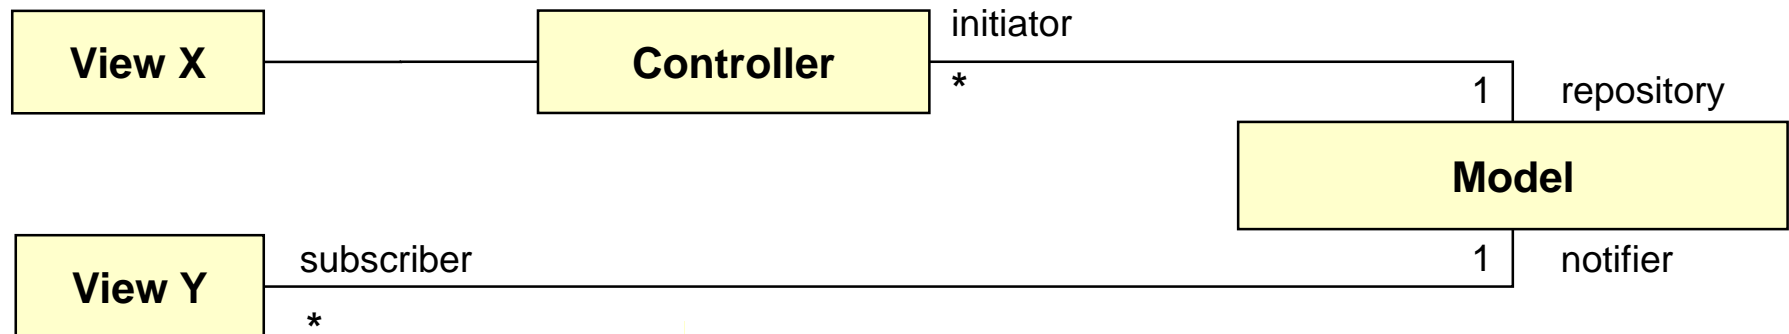 View X
Controller
initiator
*
1
repository
Model
View Y
subscriber
*
1
notifier